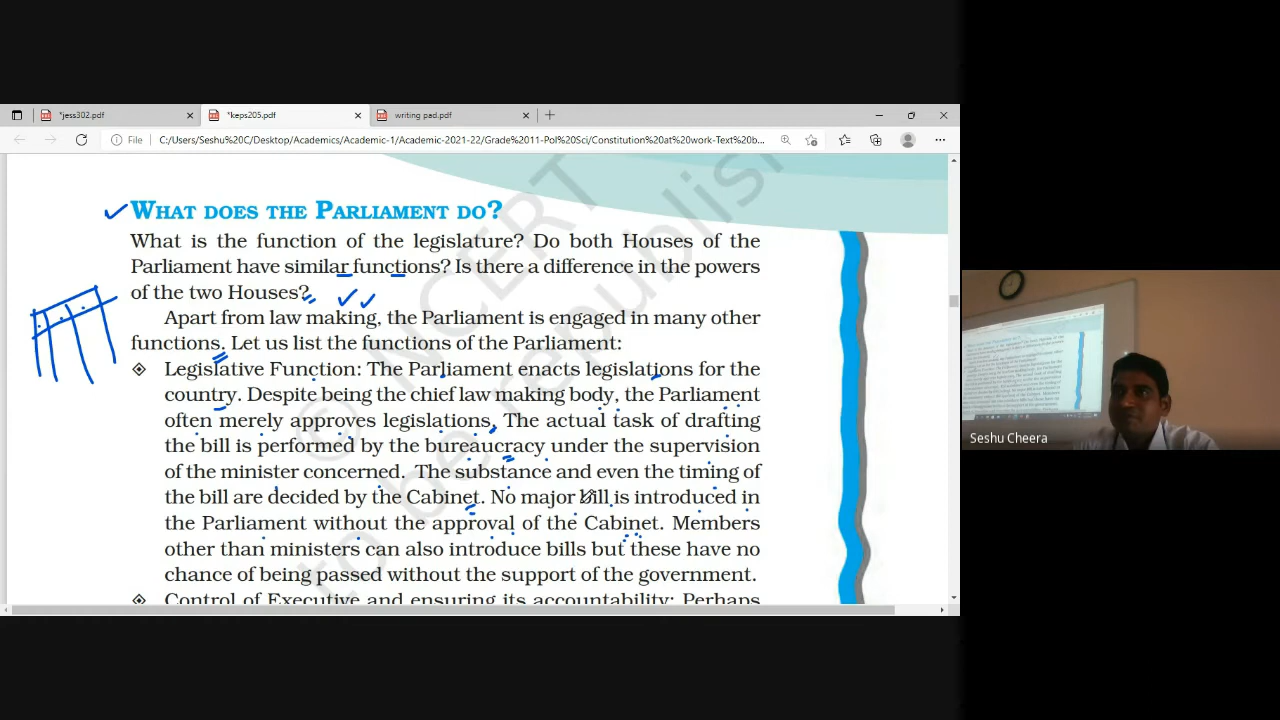 *jess302.pdf
*keps205.pdf
writing pad.pdf
File
C:/Users/Seshu%20C/Desktop/Academics/Academic-1/Academic-2021-22/Grade%2011-Pol%20Sci/Constitution%20at%20work-Text%20b...
WHAT DOES THE PARLIAMENT DO?
What is the function of the legislature? Do both Houses of the
Parliament have similar functions? Is there a difference in the powers
of the two Houses?
Apart from law making, the Parliament is engaged in many other
functions. Let us list the functions of the Parliament:
Legislative Function: The Parliament enacts legislations for the
country. Despite being the chief law making body, the Parliament
often merely approves legislations. The actual task of drafting
the bill is performed by the bureaucracy under the supervision
of the minister concerned. The substance and even the timing of
the bill are decided by the Cabinet. No major bill is introduced in
the Parliament without the approval of the Cabinet. Members
other than ministers can also introduce bills but these have no
chance of being passed without the support of the government.
Control of Executive and ensuring its accountability: Perhaps
© NCERT
to be republish
Seshu Cheera